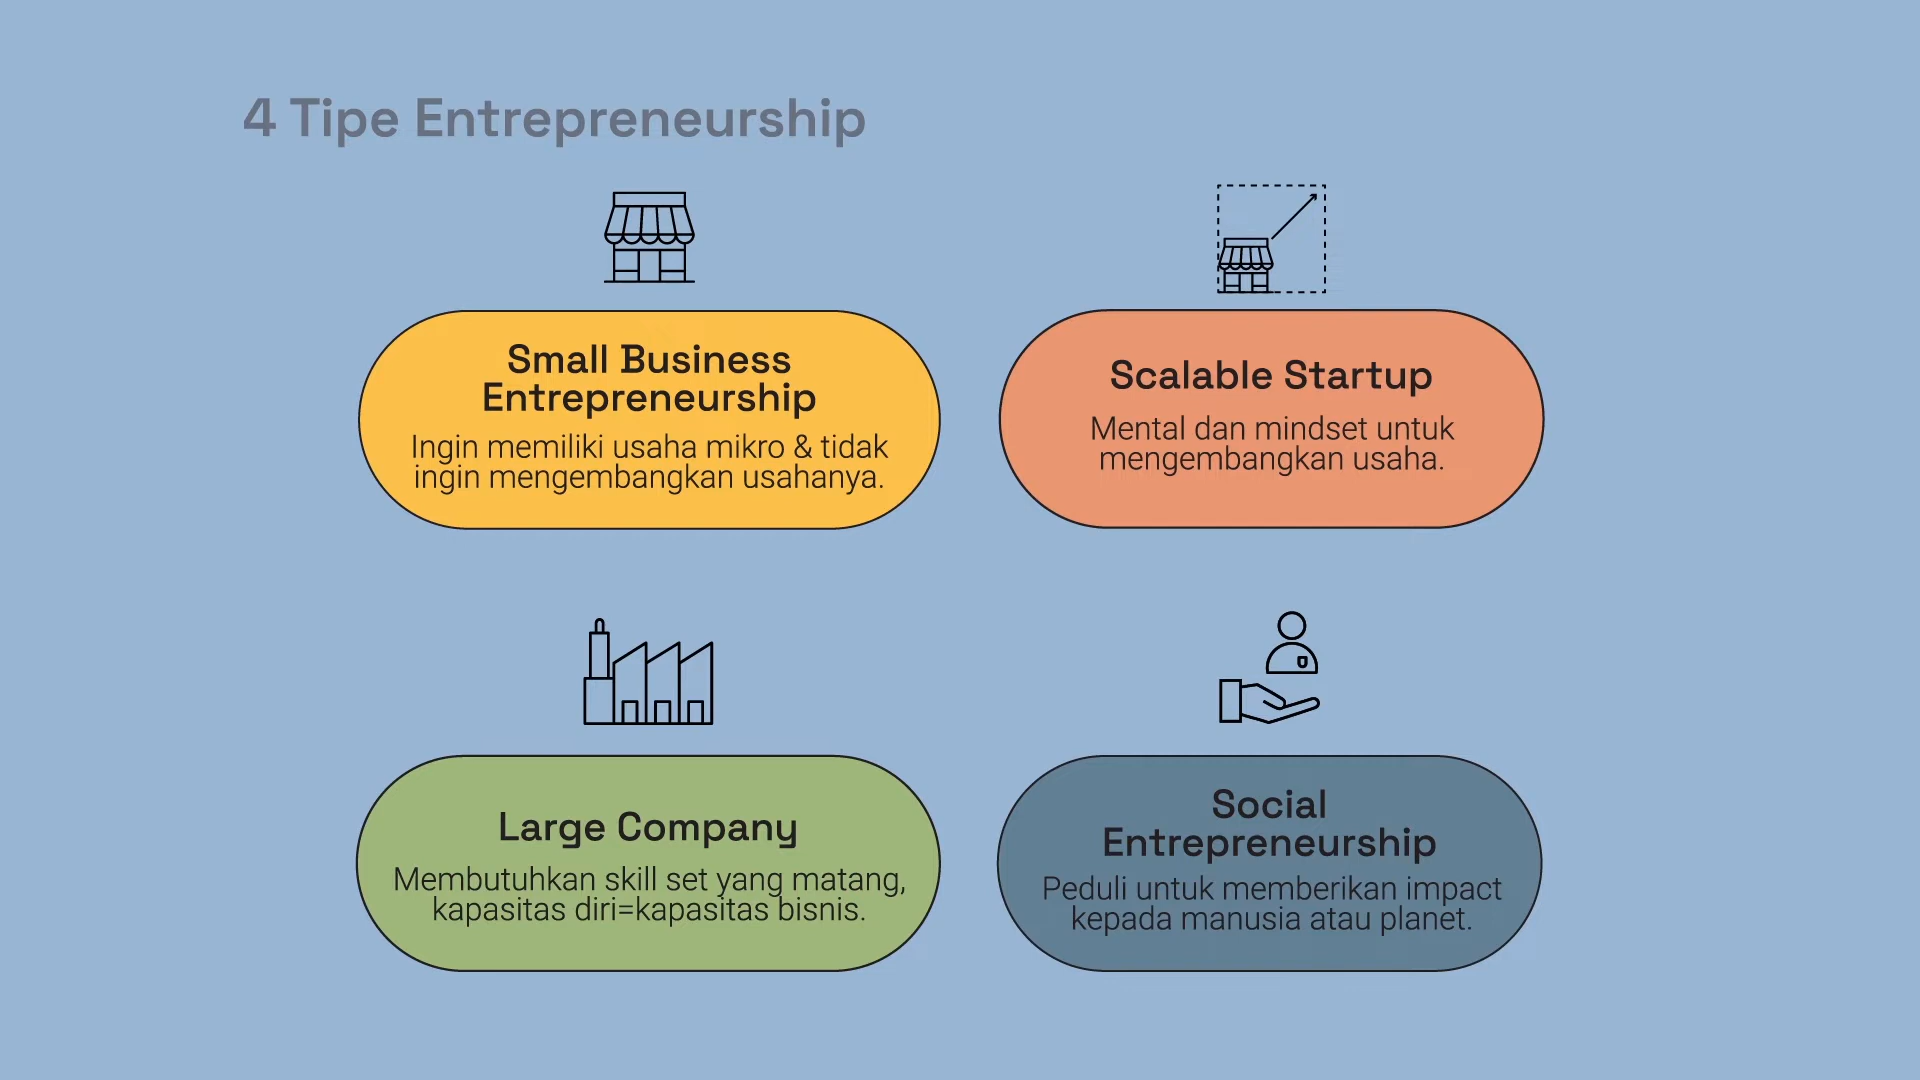 4 Tipe Entrepreneurship
Small Business
Entrepreneurship
Ingin memiliki usaha mikro & tidak
ingin mengembangkan usahanya.
Scalable Startup
Mental dan mindset untuk
mengembangkan usaha.
Large Company
Membutuhkan skill set yang matang,
kapasitas diri=kapasitas bisnis.
Social
Entrepreneurship
Peduli untuk memberikan impact
kepada manusia atau planet.